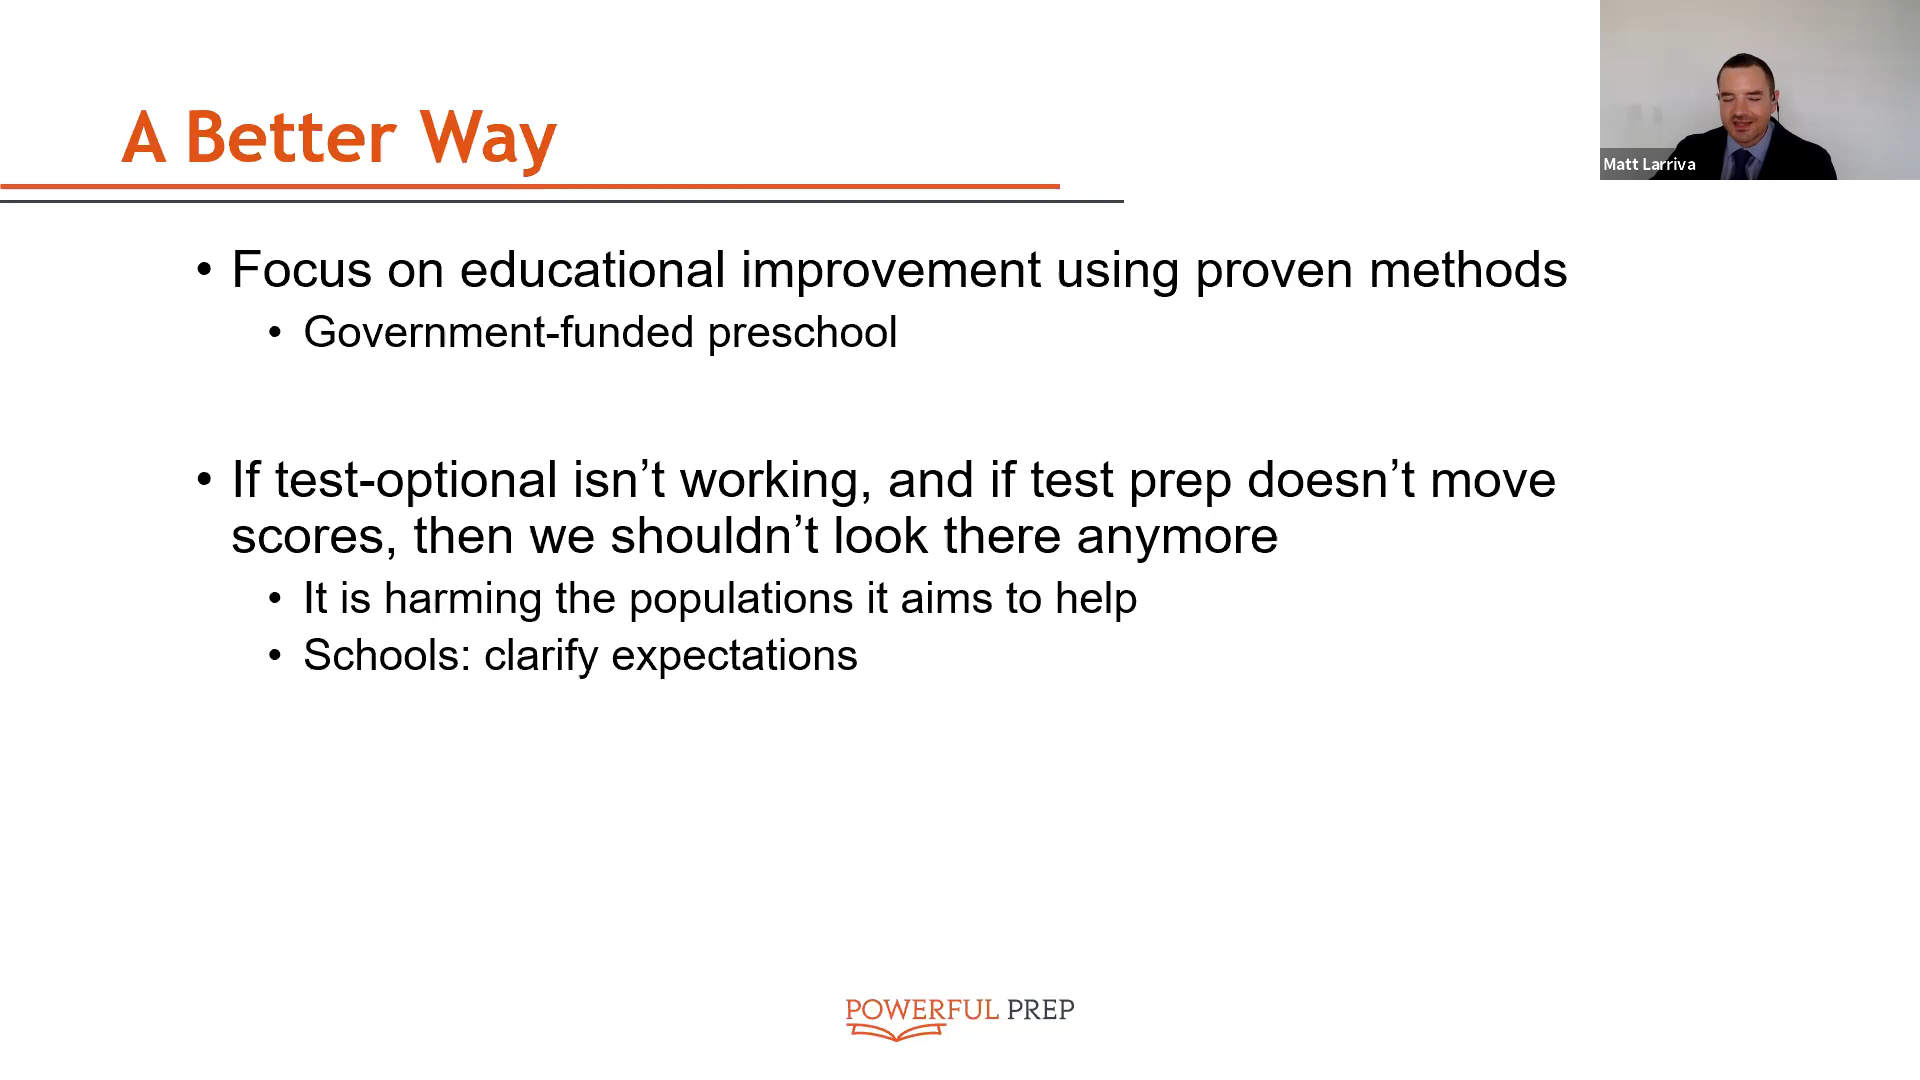 A Better Way
Matt Larriva
• Focus on educational improvement using proven methods
• Government-funded preschool
• If test-optional isn’t working, and if test prep doesn’t move
scores, then we shouldn’t look there anymore
• It is harming the populations it aims to help
• Schools: clarify expectations
POWERFUL PREP